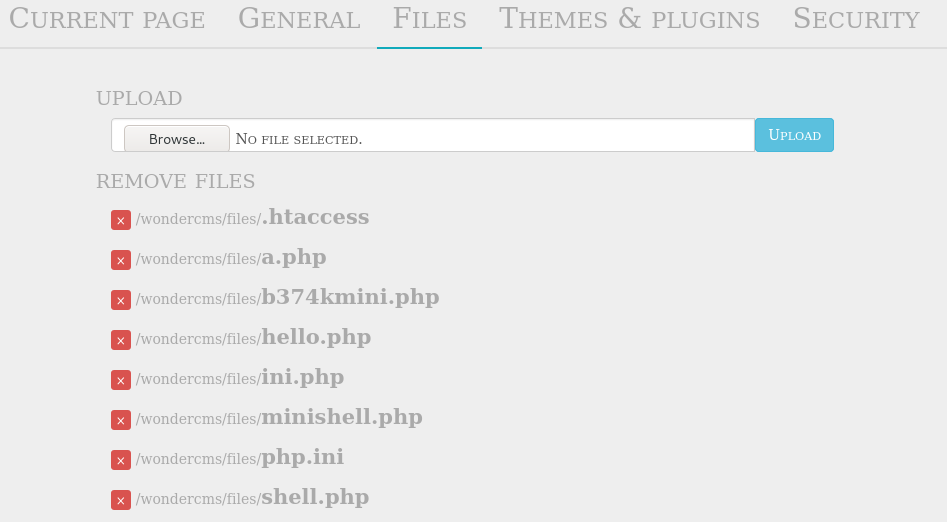 Current page General Files Themes & plugins Security
UPLOAD
Browse... No file selected. Upload
REMOVE FILES
× /wondercms/files/.htaccess
× /wondercms/files/a.php
× /wondercms/files/b374kmini.php
× /wondercms/files/hello.php
× /wondercms/files/ini.php
× /wondercms/files/minishell.php
× /wondercms/files/php.ini
× /wondercms/files/shell.php